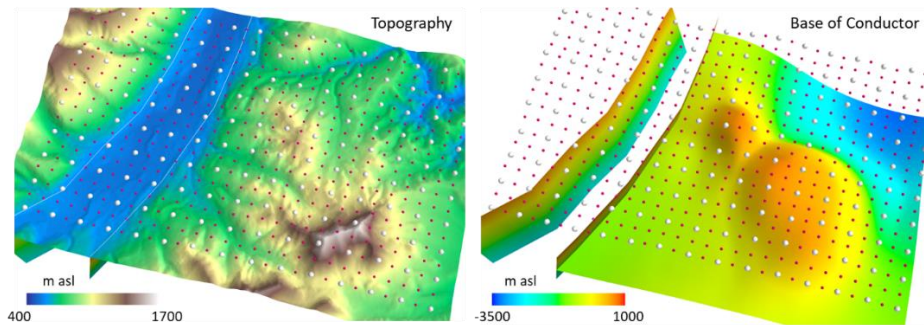 Topography
m asl
400
1700
Base of Conductor
m asl
-3500
1000